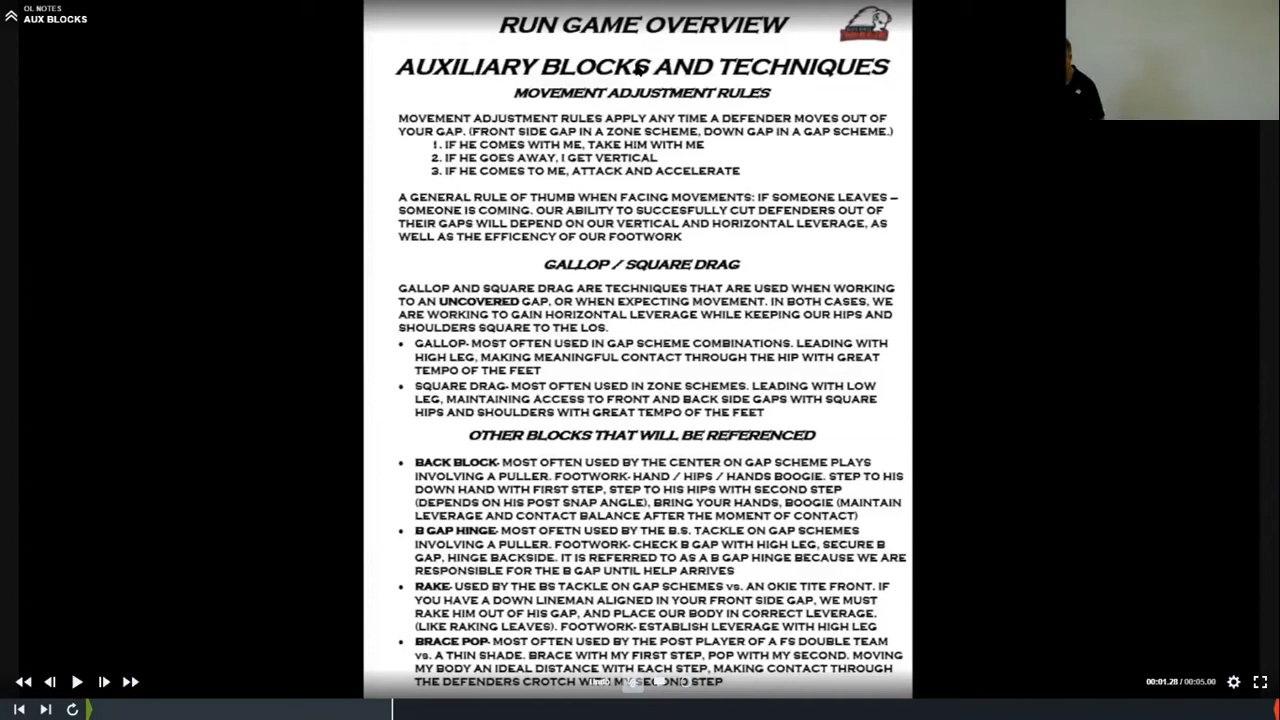 OL NOTES
AUX BLOCKS
RUN GAME OVERVIEW
AUXILIARY BLOCKS AND TECHNIQUES
MOVEMENT ADJUSTMENT RULES
MOVEMENT ADJUSTMENT RULES APPLY ANY TIME A DEFENDER MOVES OUT OF
YOUR GAP. (FRONT SIDE GAP IN A ZONE SCHEME, DOWN GAP IN A GAP SCHEME.)
1. IF HE COMES WITH ME, TAKE HIM WITH ME
2. IF HE GOES AWAY, I GET VERTICAL
3. IF HE COMES TO ME, ATTACK AND ACCELERATE
A GENERAL RULE OF THUMB WHEN FACING MOVEMENTS: IF SOMEONE LEAVES –
SOMEONE IS COMING. OUR ABILITY TO SUCCESFULLY CUT DEFENDERS OUT OF
THEIR GAPS WILL DEPEND ON OUR VERTICAL AND HORIZONTAL LEVERAGE, AS
WELL AS THE EFFICENCY OF OUR FOOTWORK
GALLOP / SQUARE DRAG
GALLOP AND SQUARE DRAG ARE TECHNIQUES THAT ARE USED WHEN WORKING
TO AN UNCOVERED GAP, OR WHEN EXPECTING MOVEMENT. IN BOTH CASES, WE
ARE WORKING TO GAIN HORIZONTAL LEVERAGE WHILE KEEPING OUR HIPS AND
SHOULDERS SQUARE TO THE LOS.
• GALLOP- MOST OFTEN USED IN GAP SCHEME COMBINATIONS. LEADING WITH
HIGH LEG, MAKING MEANINGFUL CONTACT THROUGH THE HIP WITH GREAT
TEMPO OF THE FEET
• SQUARE DRAG- MOST OFTEN USED IN ZONE SCHEMES. LEADING WITH LOW
LEG, MAINTAINING ACCESS TO FRONT AND BACK SIDE GAPS WITH SQUARE
HIPS AND SHOULDERS WITH GREAT TEMPO OF THE FEET
OTHER BLOCKS THAT WILL BE REFERENCED
• BACK BLOCK- MOST OFTEN USED BY THE CENTER ON GAP SCHEME PLAYS
INVOLVING A PULLER. FOOTWORK- HAND / HIPS / HANDS BOOGIE. STEP TO HIS
DOWN HAND WITH FIRST STEP, STEP TO HIS HIPS WITH SECOND STEP
(DEPENDS ON HIS POST SNAP ANGLE), BRING YOUR HANDS, BOOGIE (MAINTAIN
LEVERAGE AND CONTACT BALANCE AFTER THE MOMENT OF CONTACT)
• B GAP HINGE- MOST OFETN USED BY THE B.S. TACKLE ON GAP SCHEMES
INVOLVING A PULLER. FOOTWORK- CHECK B GAP WITH HIGH LEG, SECURE B
GAP, HINGE BACKSIDE. IT IS REFERRED TO AS A B GAP HINGE BECAUSE WE ARE
RESPONSIBLE FOR THE B GAP UNTIL HELP ARRIVES
• RAKE- USED BY THE BS TACKLE ON GAP SCHEMES vs. AN OKIE TITE FRONT. IF
YOU HAVE A DOWN LINEMAN ALIGNED IN YOUR FRONT SIDE GAP, WE MUST
RAKE HIM OUT OF HIS GAP, AND PLACE OUR BODY IN CORRECT LEVERAGE.
(LIKE RAKING LEAVES). FOOTWORK- ESTABLISH LEVERAGE WITH HIGH LEG
• BRACE POP- MOST OFTEN USED BY THE POST PLAYER OF A FS DOUBLE TEAM
vs. A THIN SHADE. BRACE WITH MY FIRST STEP, POP WITH MY SECOND. MOVING
MY BODY AN IDEAL DISTANCE WITH EACH STEP, MAKING CONTACT THROUGH
THE DEFENDERS CROTCH WITH MY SECOND STEP
00:01.28 / 00:05.00